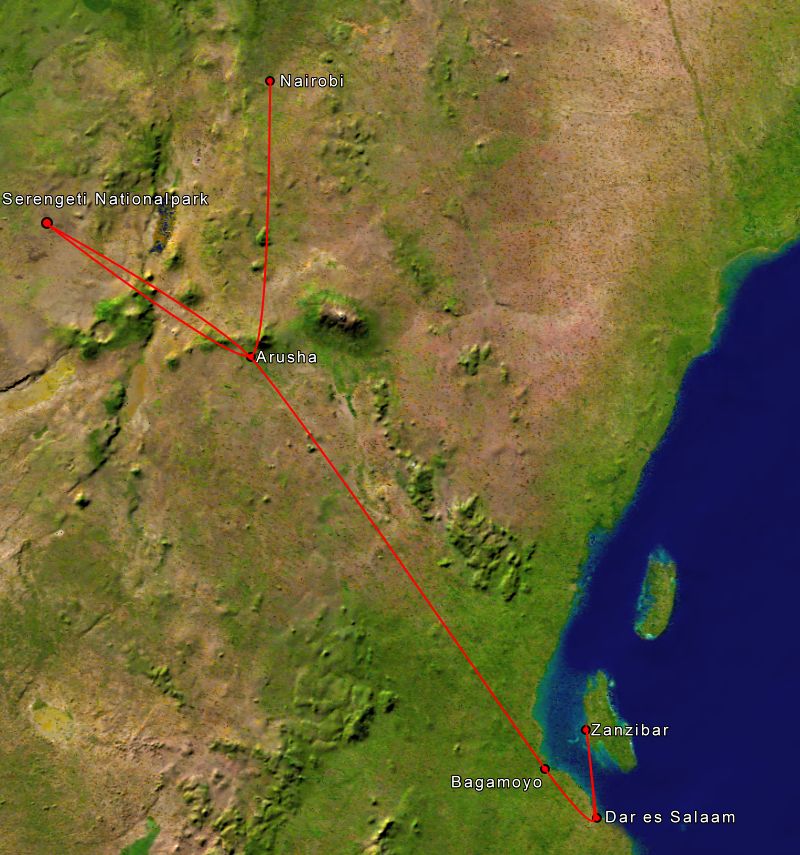 Nairobi
Serengeti Nationalpark
Arusha
Zanzibar
Bagamoyo
Dar es Salaam